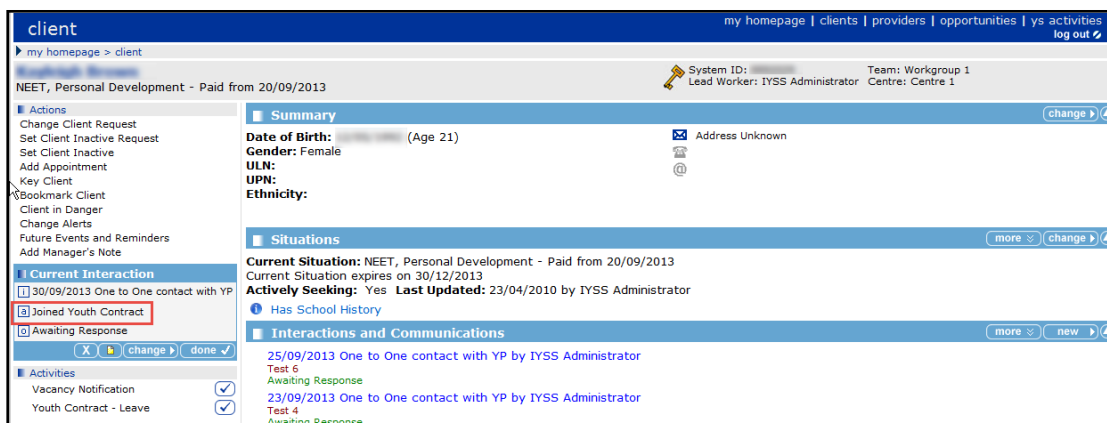 client
my homepage | clients | providers | opportunities | ys activities
log out
my homepage > client
NEET, Personal Development - Paid from 20/09/2013
System ID:
Team: Workgroup 1
Lead Worker: IYSS Administrator
Centre: Centre 1
Actions
Change Client Request
Set Client Inactive Request
Set Client Inactive
Add Appointment
Key Client
Bookmark Client
Client in Danger
Change Alerts
Future Events and Reminders
Add Manager's Note
Current Interaction
i 30/09/2013 One to One contact with YP
a Joined Youth Contract
o Awaiting Response
X change done
Activities
Vacancy Notification
Youth Contract - Leave
Summary
change
Date of Birth: (Age 21)
Gender: Female
ULN:
UPN:
Ethnicity:
Address Unknown
@
Situations
more change
Current Situation: NEET, Personal Development - Paid from 20/09/2013
Current Situation expires on 30/12/2013
Actively Seeking: Yes Last Updated: 23/04/2010 by IYSS Administrator
Has School History
Interactions and Communications
more new
25/09/2013 One to One contact with YP by IYSS Administrator
Test 6
Awaiting Response
23/09/2013 One to One contact with YP by IYSS Administrator
Test 4
Awaiting Response